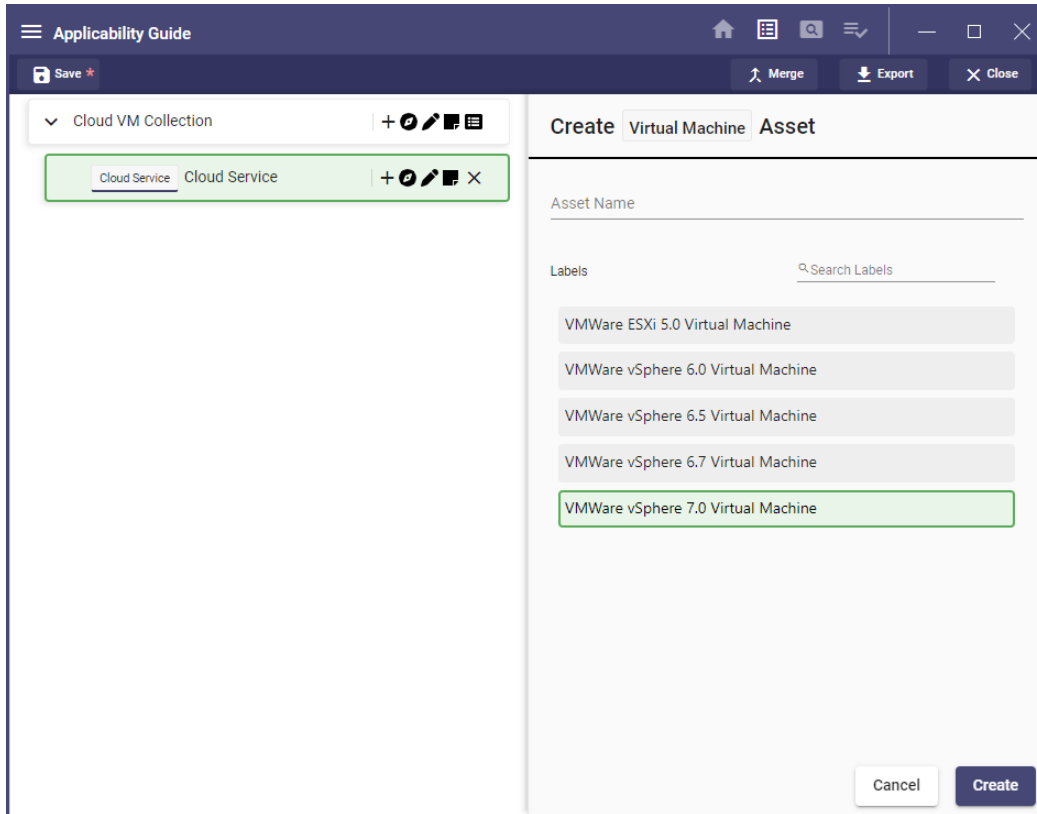 Applicability Guide
Save *
Merge
Export
Close
Cloud VM Collection
Cloud Service Cloud Service
Create Virtual Machine Asset
Asset Name
Labels
Search Labels
VMWare ESXi 5.0 Virtual Machine
VMWare vSphere 6.0 Virtual Machine
VMWare vSphere 6.5 Virtual Machine
VMWare vSphere 6.7 Virtual Machine
VMWare vSphere 7.0 Virtual Machine
Cancel
Create